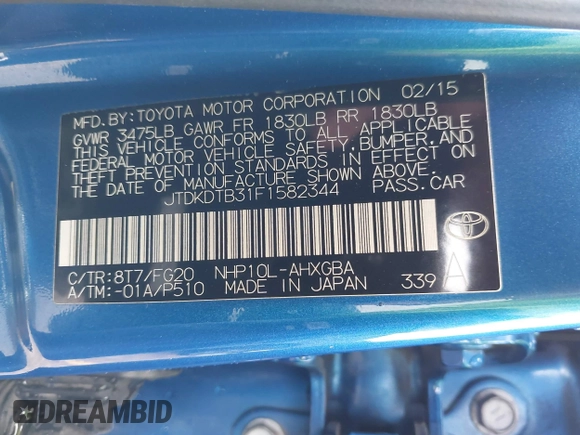 MFD.BY:TOYOTA MOTOR CORPORATION 02/15
GVWR 3475LB GAWR FR 1830LB RR 1830LB
THIS VEHICLE CONFORMS TO ALL APPLICABLE
FEDERAL MOTOR VEHICLE SAFETY,BUMPER,AND
THEFT PREVENTION STANDARDS IN EFFECT ON
THE DATE OF MANUFACTURE SHOWN ABOVE.
JTDKDTB31F1582344 PASS.CAR
TOYOTA
C/TR:8T7/FG20 NHP10L-AHXGBA
A/TM:-01A/P510 MADE IN JAPAN 339 A
DREAMBID